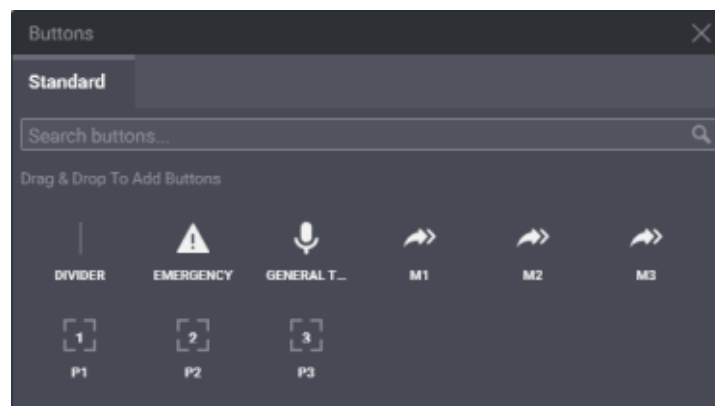 Buttons
Standard
Search buttons...
Drag & Drop To Add Buttons
DIVIDER EMERGENCY GENERAL T... M1 M2 M3
1 2 3
P1 P2 P3